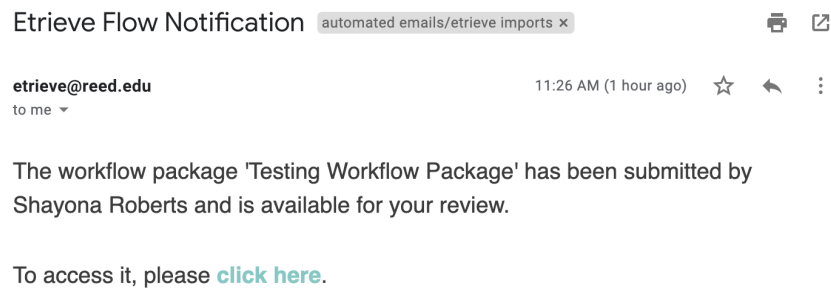 Etrieve Flow Notification automated emails/etrieve imports ×
etrieve@reed.edu 11:26 AM (1 hour ago)
to me
The workflow package 'Testing Workflow Package' has been submitted by
Shayona Roberts and is available for your review.
To access it, please click here.